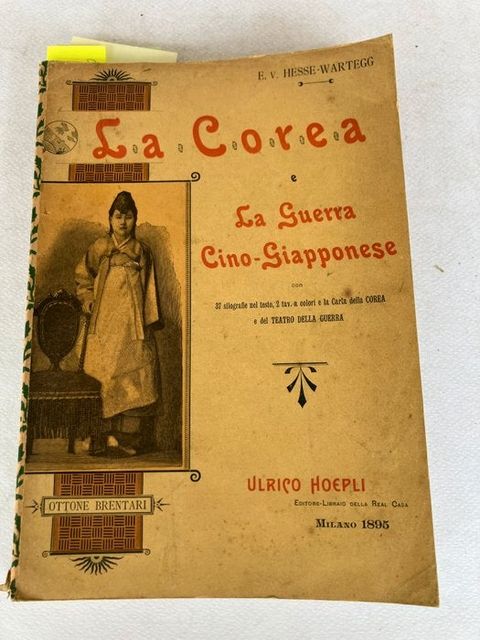 E. v. HESSE-WARTEGG
La Corea
e
La Guerra
Cino-Giapponese
con
37 silografie nel testo, 2 tav. a colori e la Carta della COREA
e del TEATRO DELLA GUERRA
OTTONE BRENTARI
ULRICO HOEPLI
EDITORE-LIBRAIO DELLA REAL CASA
MILANO 1895